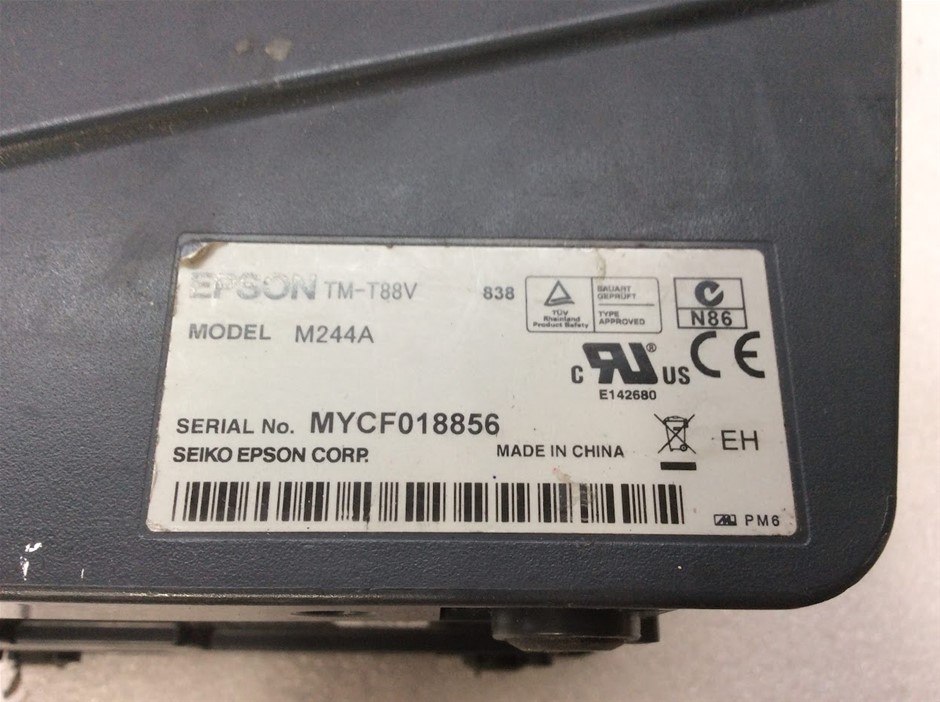 EPSON TM-T88V 838
TÜV
Rheinland
Product Safety
BAUART
GEPRÜFT
TYPE
APPROVED
N86
MODEL M244A
C RU® US CE
E142680
SERIAL No. MYCF018856
SEIKO EPSON CORP. MADE IN CHINA EH
PM6